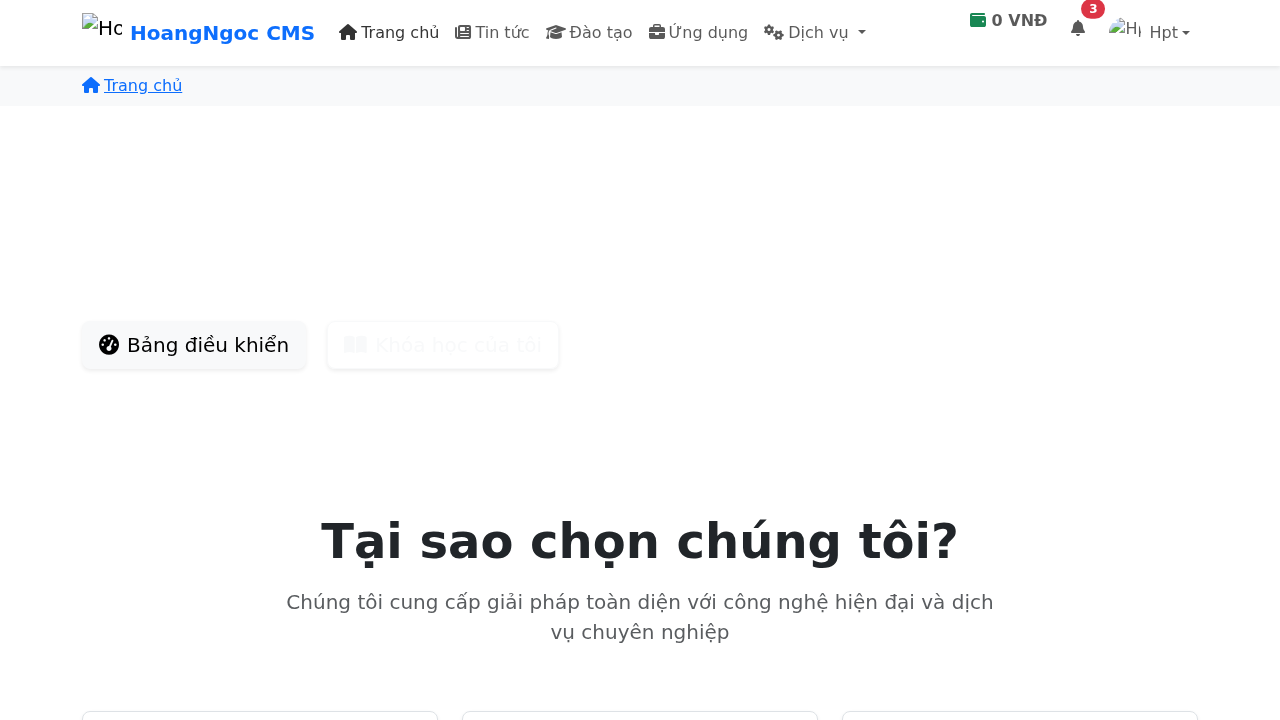 HoangNgoc CMS
Trang chủ
Tin tức
Đào tạo
Ứng dụng
Dịch vụ
0 VNĐ
3
Hpt
Trang chủ
Bảng điều khiển
Khóa học của tôi
Tại sao chọn chúng tôi?
Chúng tôi cung cấp giải pháp toàn diện với công nghệ hiện đại và dịch
vụ chuyên nghiệp